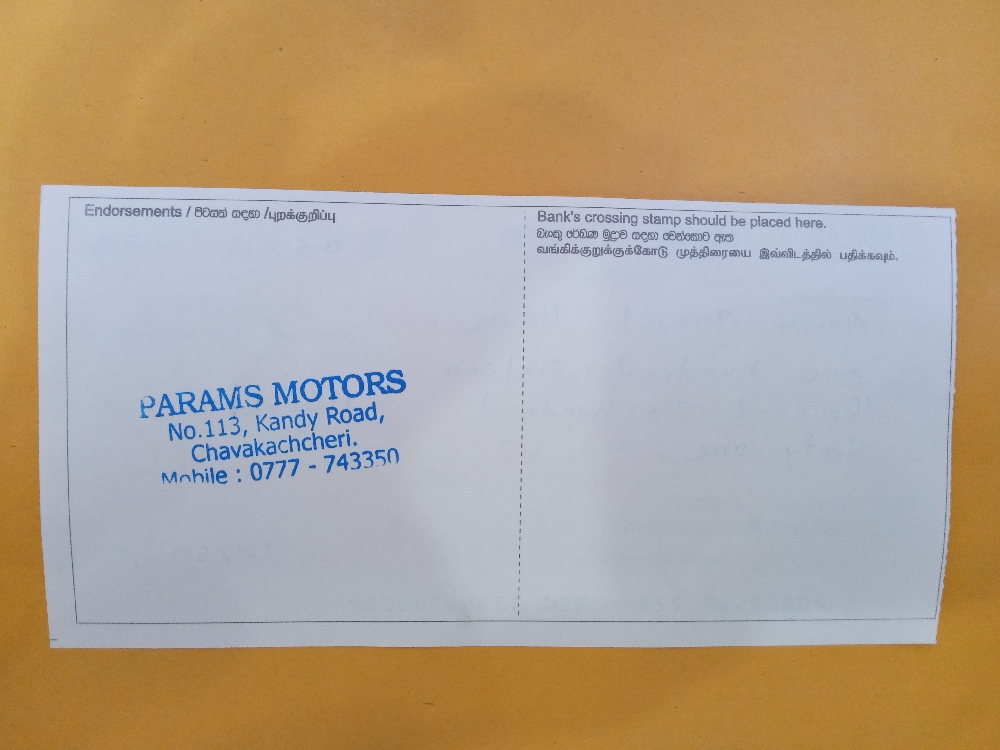 Endorsements / පිටසන් සඳහා /புறக்குறிப்பு
Bank's crossing stamp should be placed here.
බැංකු රේඛණ මුද්‍රාව සඳහා වෙන්කොට ඇත
வங்கிக்குறுக்குக்கோடு முத்திரையை இவ்விடத்தில் பதிக்கவும்.
PARAMS MOTORS
No.113, Kandy Road,
Chavakachcheri.
Mobile : 0777 - 743350